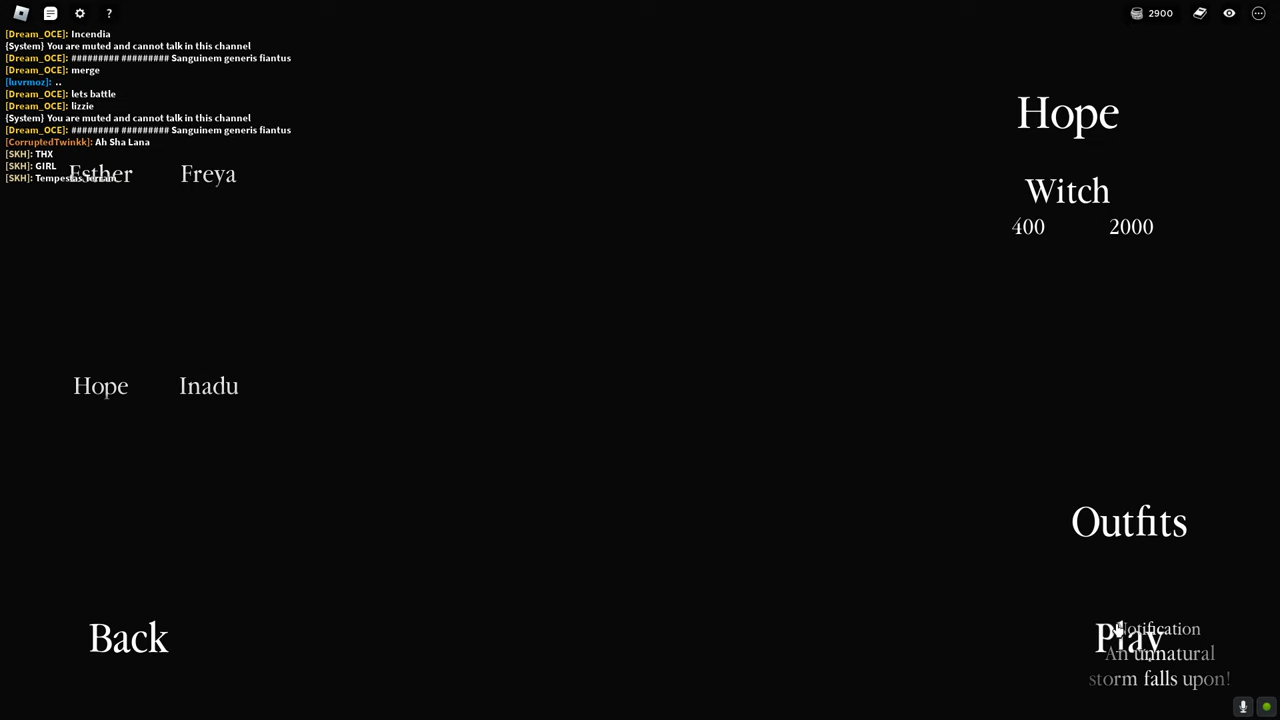 2900
[Dream_OCE]: Incendia
{System} You are muted and cannot talk in this channel
[Dream_OCE]: ######### ######### Sanguinem generis fiantus
[Dream_OCE]: merge
[luvrmoz]: ..
[Dream_OCE]: lets battle
[Dream_OCE]: lizzie
{System} You are muted and cannot talk in this channel
[Dream_OCE]: ######### ######### Sanguinem generis fiantus
[CorruptedTwinkk]: Ah Sha Lana
[SKH]: THX
[SKH]: GIRL
[SKH]: Tempestas Terram
Esther Freya
Hope Inadu
Back
Hope
Witch
400 2000
Outfits
Play
Notification
An unnatural
storm falls upon!